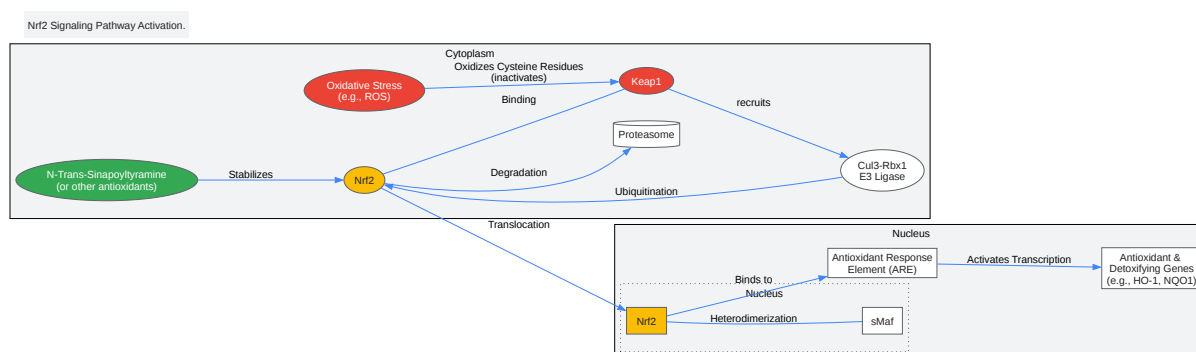 Nrf2 Signaling Pathway Activation.
Cytoplasm
Oxidizes Cysteine Residues
(inactivates)
Oxidative Stress
(e.g., ROS)
Keap1
Binding
recruits
Proteasome
N-Trans-Sinapoyltyramine
(or other antioxidants)
Stabilizes
Nrf2
Degradation
Cul3-Rbx1
E3 Ligase
Ubiquitination
Translocation
Nucleus
Antioxidant Response
Element (ARE)
Activates Transcription
Antioxidant &
Detoxifying Genes
(e.g., HO-1, NQO1)
Binds to
Nucleus
Nrf2
Heterodimerization
sMaf